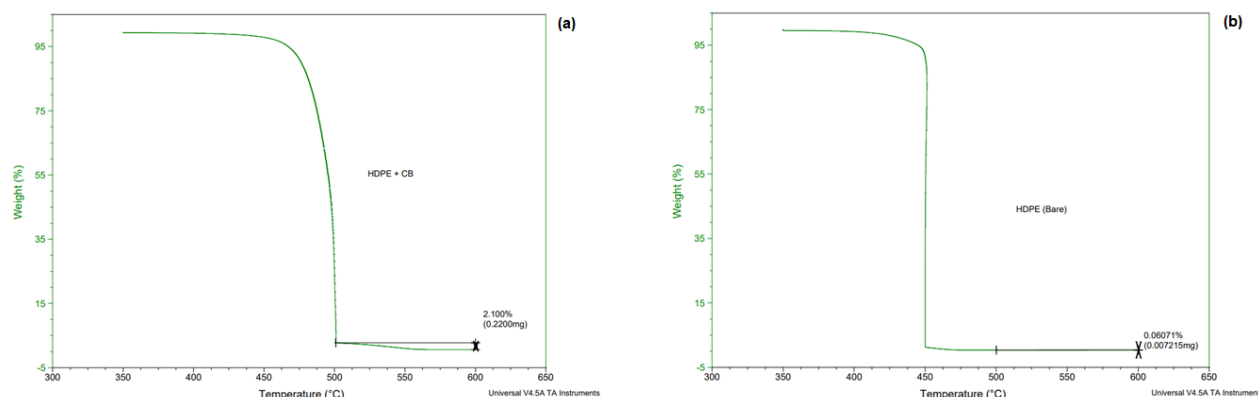 (a)
95
75
55
35
15
-5
Weight (%)
HDPE + CB
2.100%
(0.2200mg)
300
350
400
450
500
550
600
650
Temperature (°C)
Universal V4.5A TA Instruments
(b)
95
75
55
35
15
-5
Weight (%)
HDPE (Bare)
0.06071%
(0.007215mg)
300
350
400
450
500
550
600
650
Temperature (°C)
Universal V4.5A TA Instruments